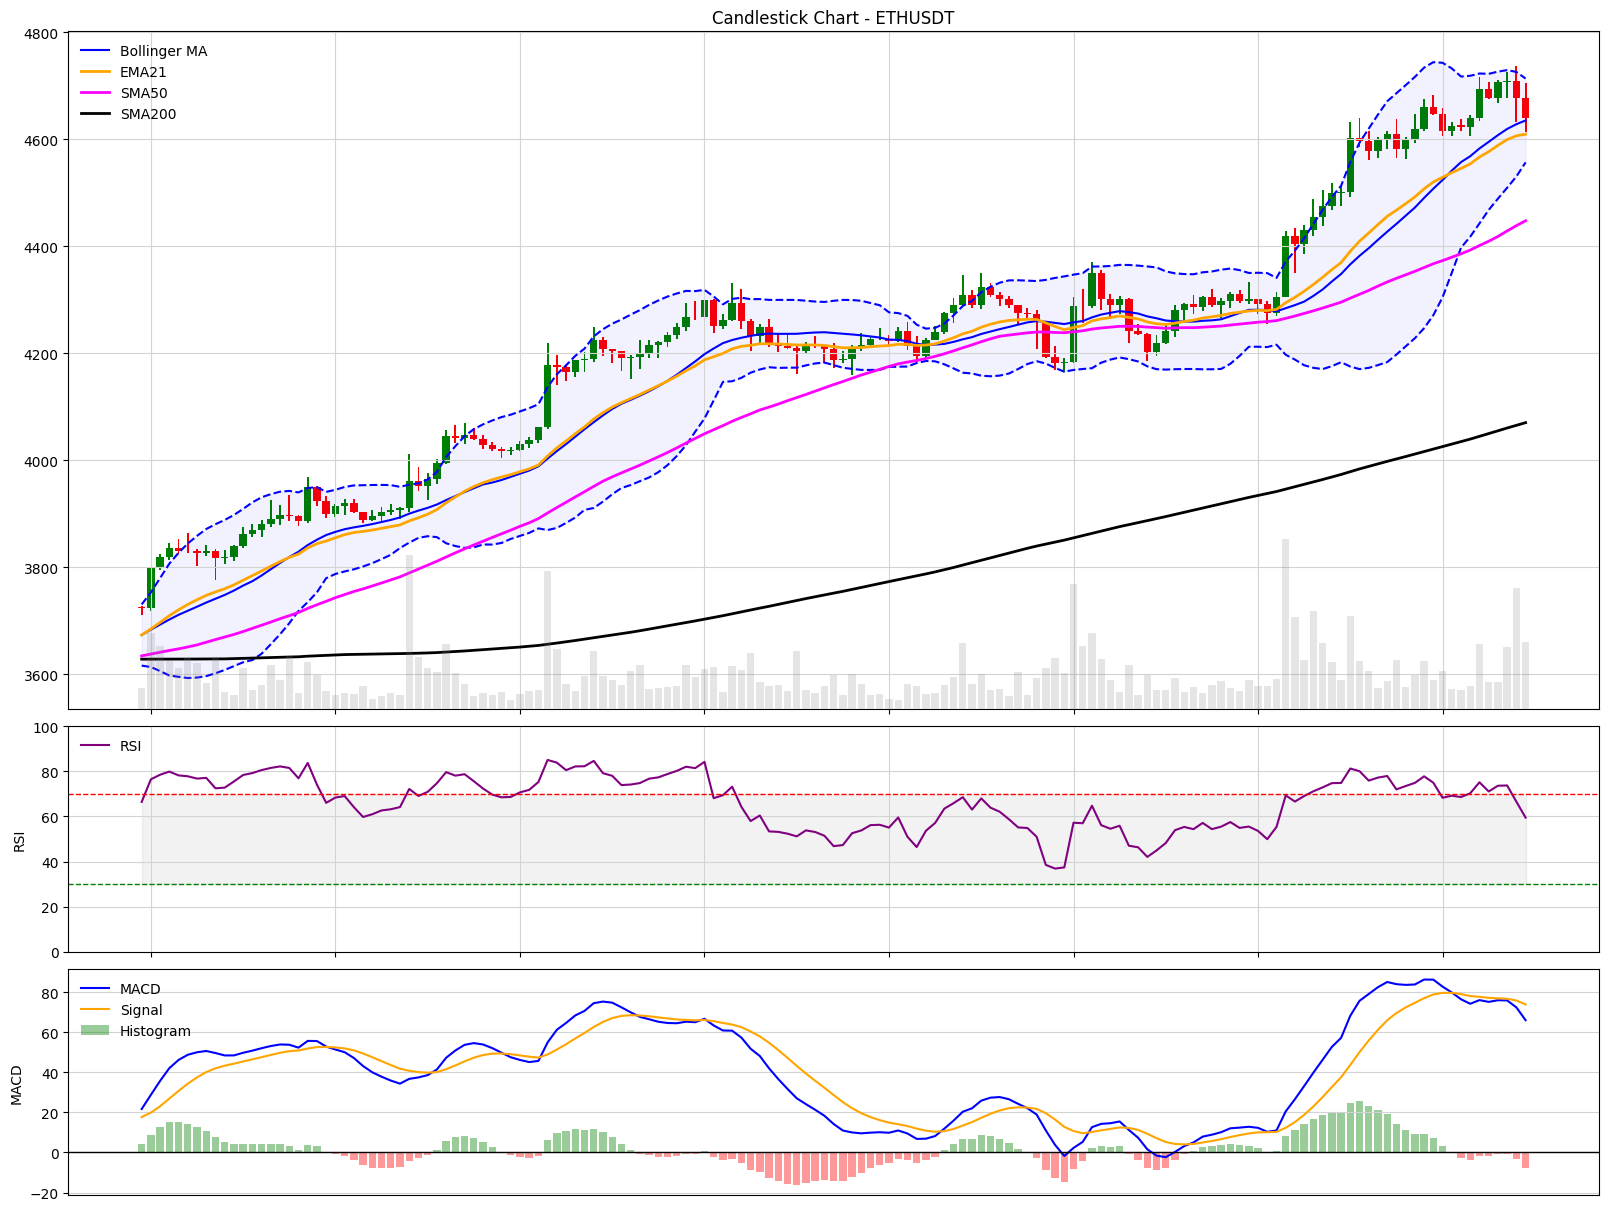 Candlestick Chart - ETHUSDT
4800
4600
4400
4200
4000
3800
3600
Bollinger MA
EMA21
SMA50
SMA200
100
80
60
40
20
0
RSI
RSI
80
60
40
20
0
−20
MACD
MACD
Signal
Histogram